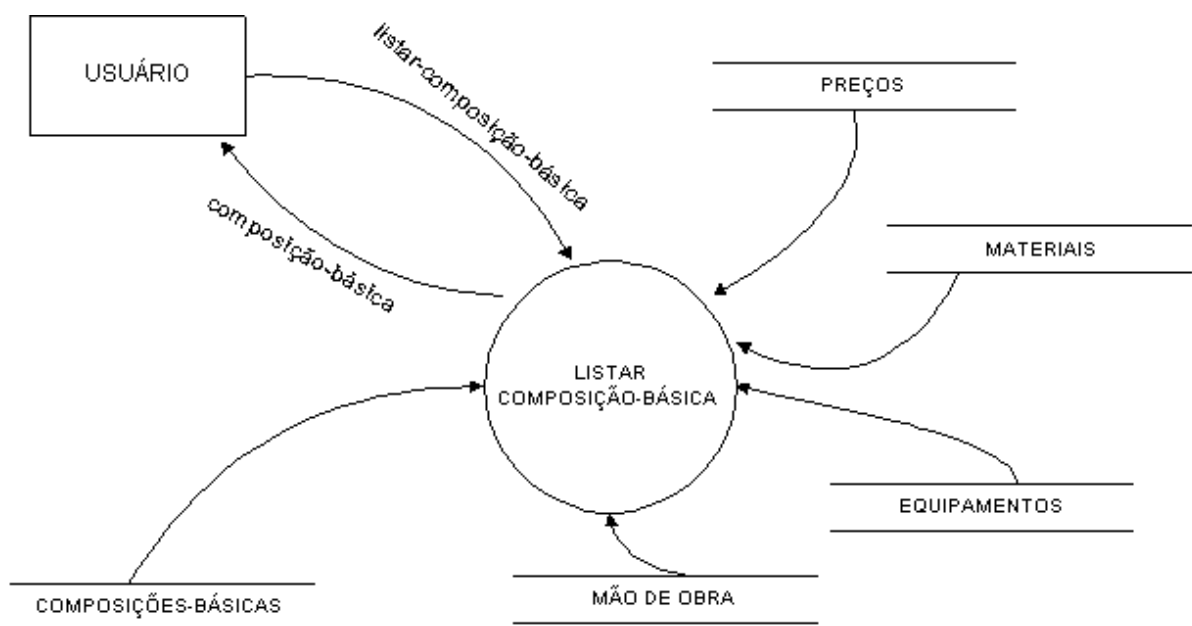 USUÁRIO
listar-composição-básica
composição-básica
PREÇOS
MATERIAIS
LISTAR
COMPOSIÇÃO-BÁSICA
EQUIPAMENTOS
MÃO DE OBRA
COMPOSIÇÕES-BÁSICAS